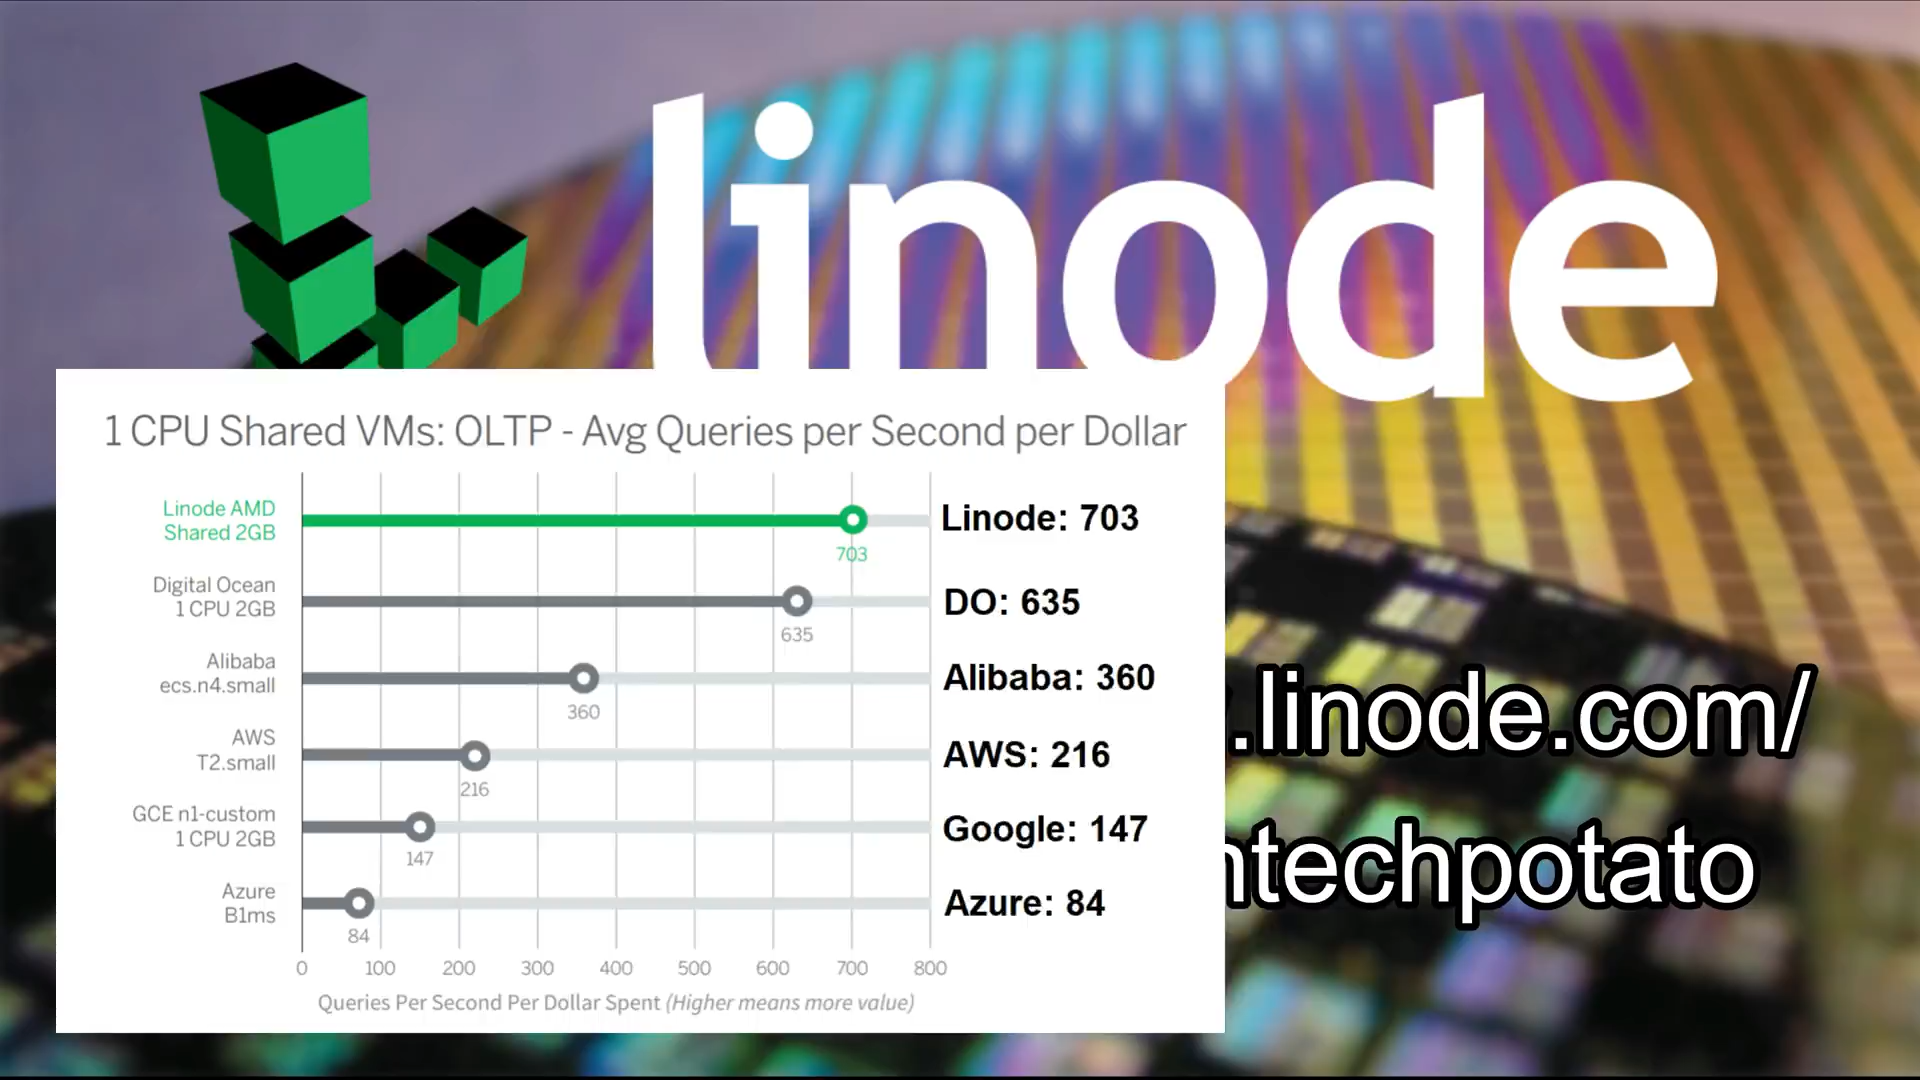 linode
1 CPU Shared VMs: OLTP - Avg Queries per Second per Dollar
Linode AMD
Shared 2GB
703
Linode: 703
Digital Ocean
1 CPU 2GB
635
DO: 635
Alibaba
ecs.n4.small
360
Alibaba: 360
AWS
T2.small
216
AWS: 216
GCE n1-custom
1 CPU 2GB
147
Google: 147
Azure
B1ms
84
Azure: 84
0 100 200 300 400 500 600 700 800
Queries Per Second Per Dollar Spent (Higher means more value)
.linode.com/
ntechpotato